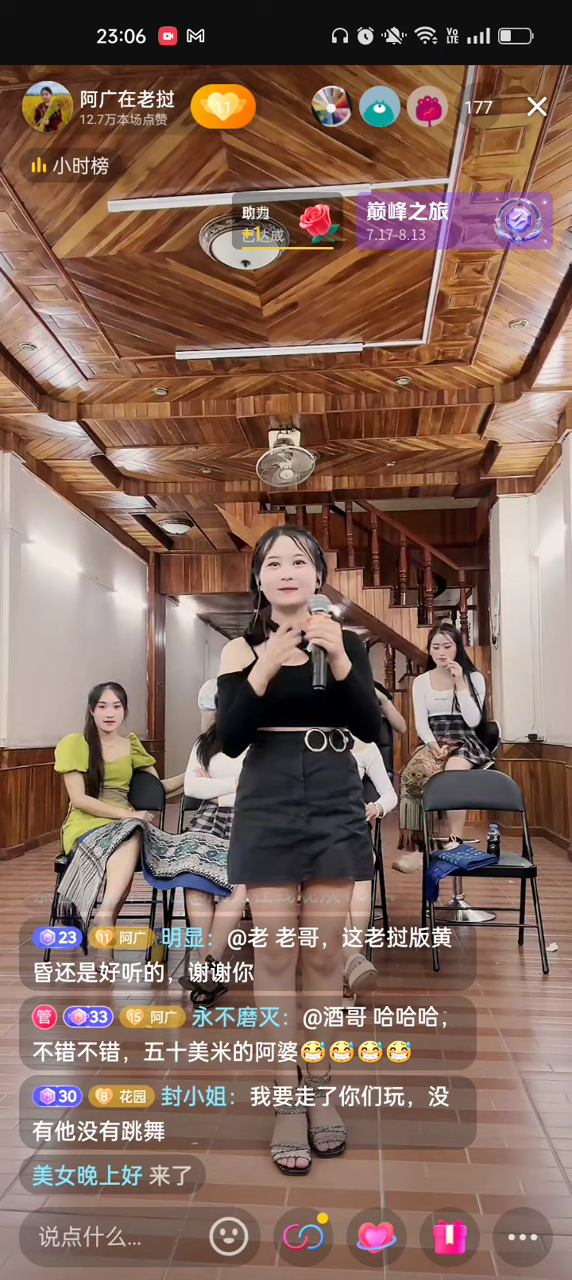 23:06
Vo
LTE
阿广在老挝
12.7万本场点赞
11
177
小时榜
助力
+1
已达成
巅峰之旅
7.17-8.13
23 11 阿广 明显：@老 老哥，这老挝版黄
昏还是好听的，谢谢你
管 33 15 阿广 永不磨灭：@酒哥 哈哈哈，
不错不错，五十美米的阿婆😂😂😂😂
30 8 花园 封小姐：我要走了你们玩，没
有他没有跳舞
美女晚上好 来了
说点什么...